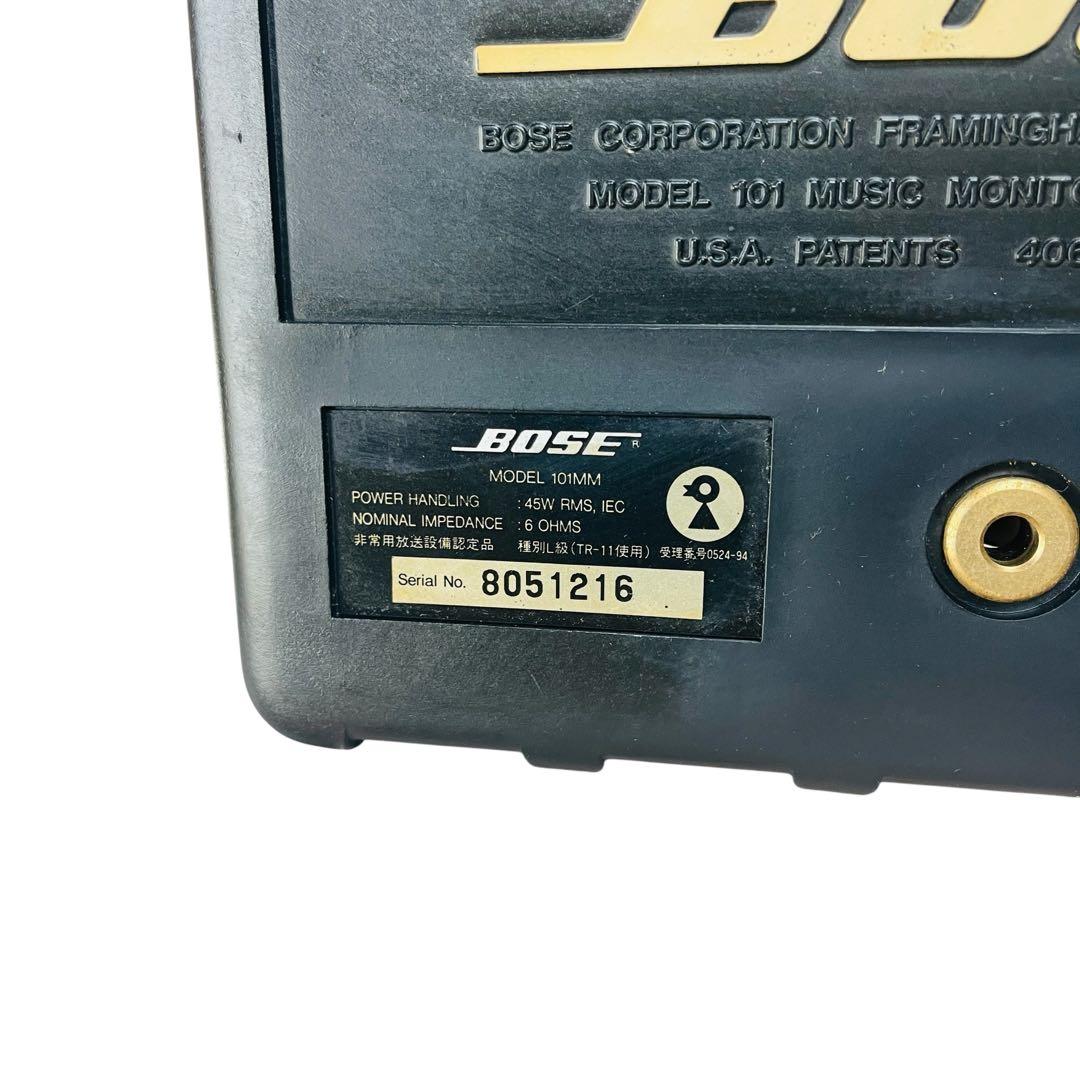 BOSE CORPORATION FRAMINGH
MODEL 101 MUSIC MONITO
U.S.A. PATENTS 406
BOSE R
MODEL 101MM
POWER HANDLING : 45W RMS, IEC
NOMINAL IMPEDANCE : 6 OHMS
非常用放送設備認定品 種別L級(TR-11使用) 受理番号0524-94
Serial No. 8051216